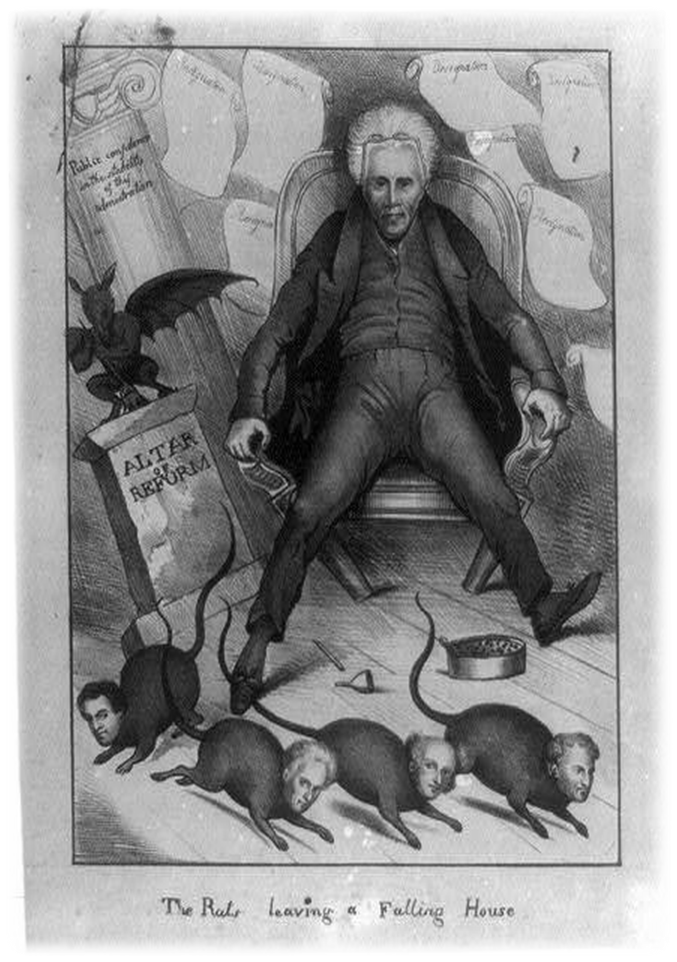 Resignation
Resignation
Resignation
Resignation
Public confidence
in the stability
of this
administration
Resignation
ALTAR
OF
REFORM
The Rats leaving a Falling House